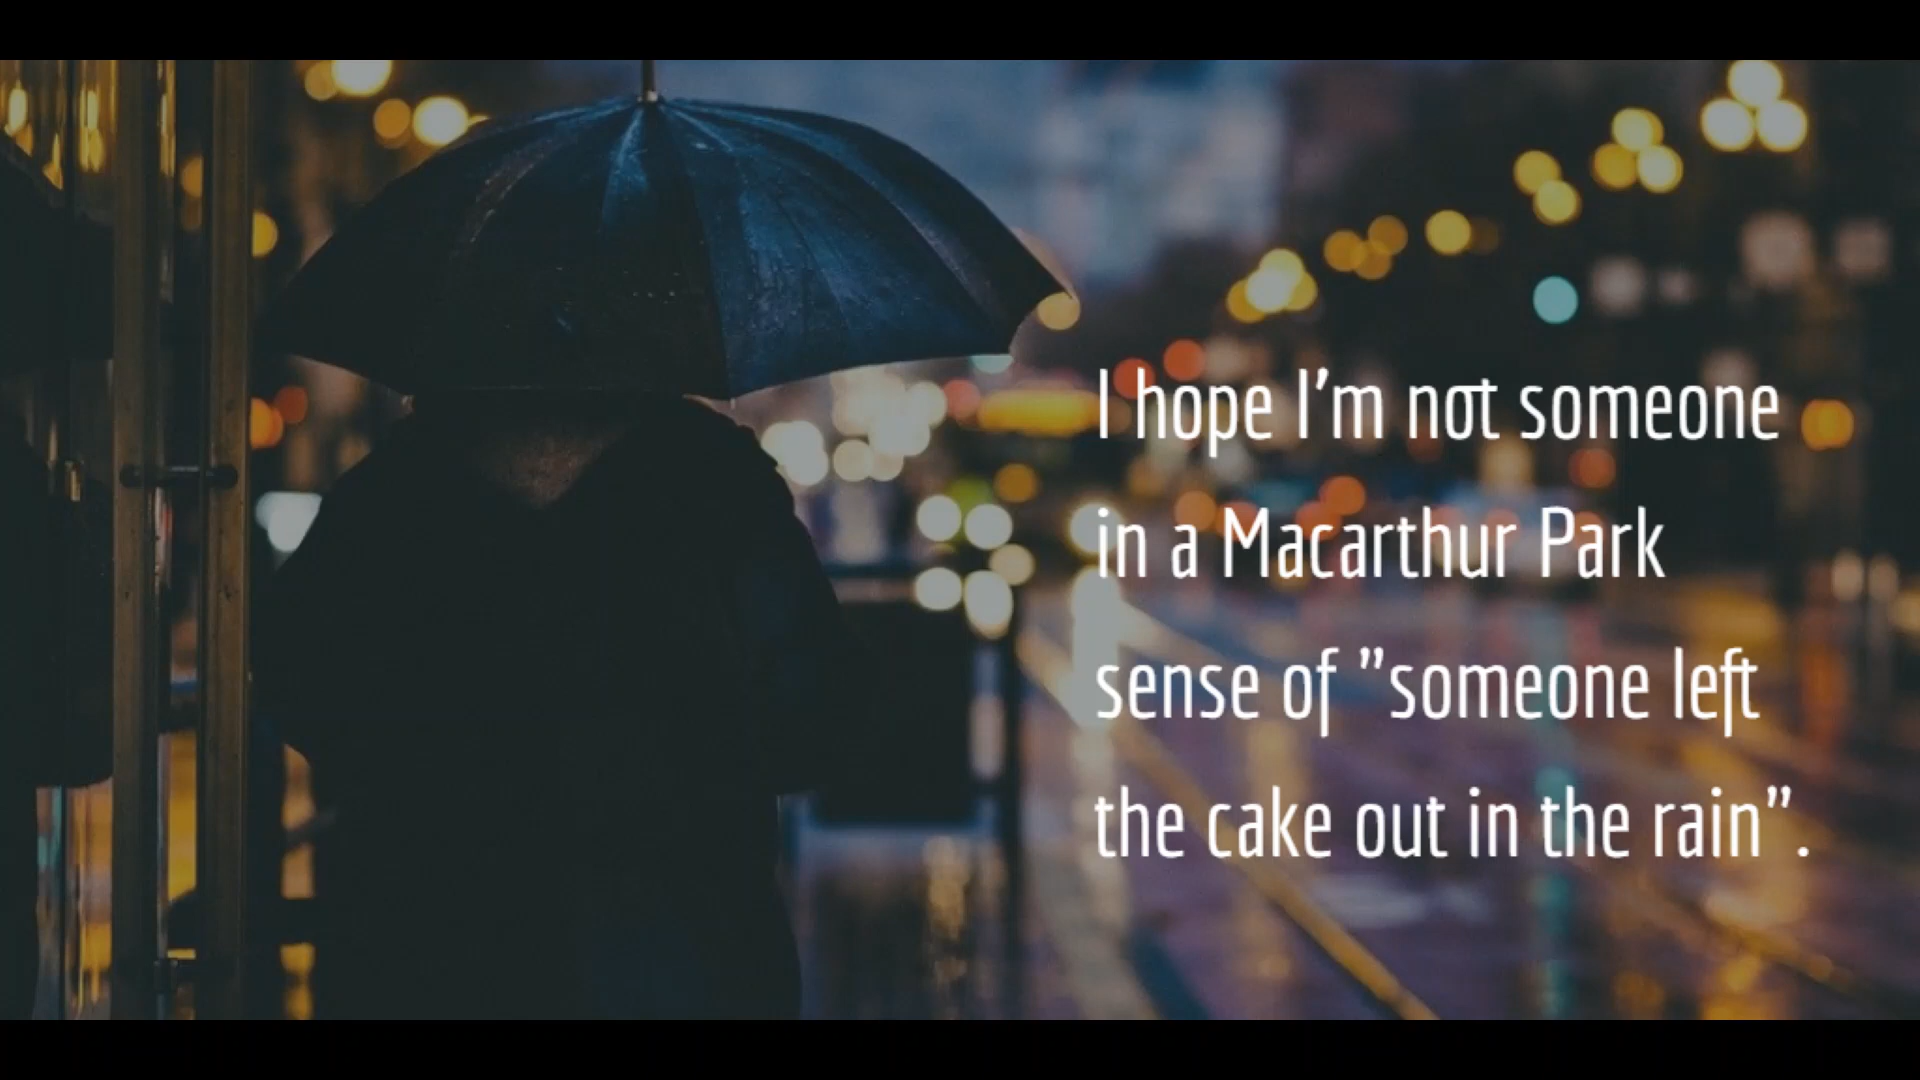 I hope I'm not someone
in a Macarthur Park
sense of "someone left
the cake out in the rain".